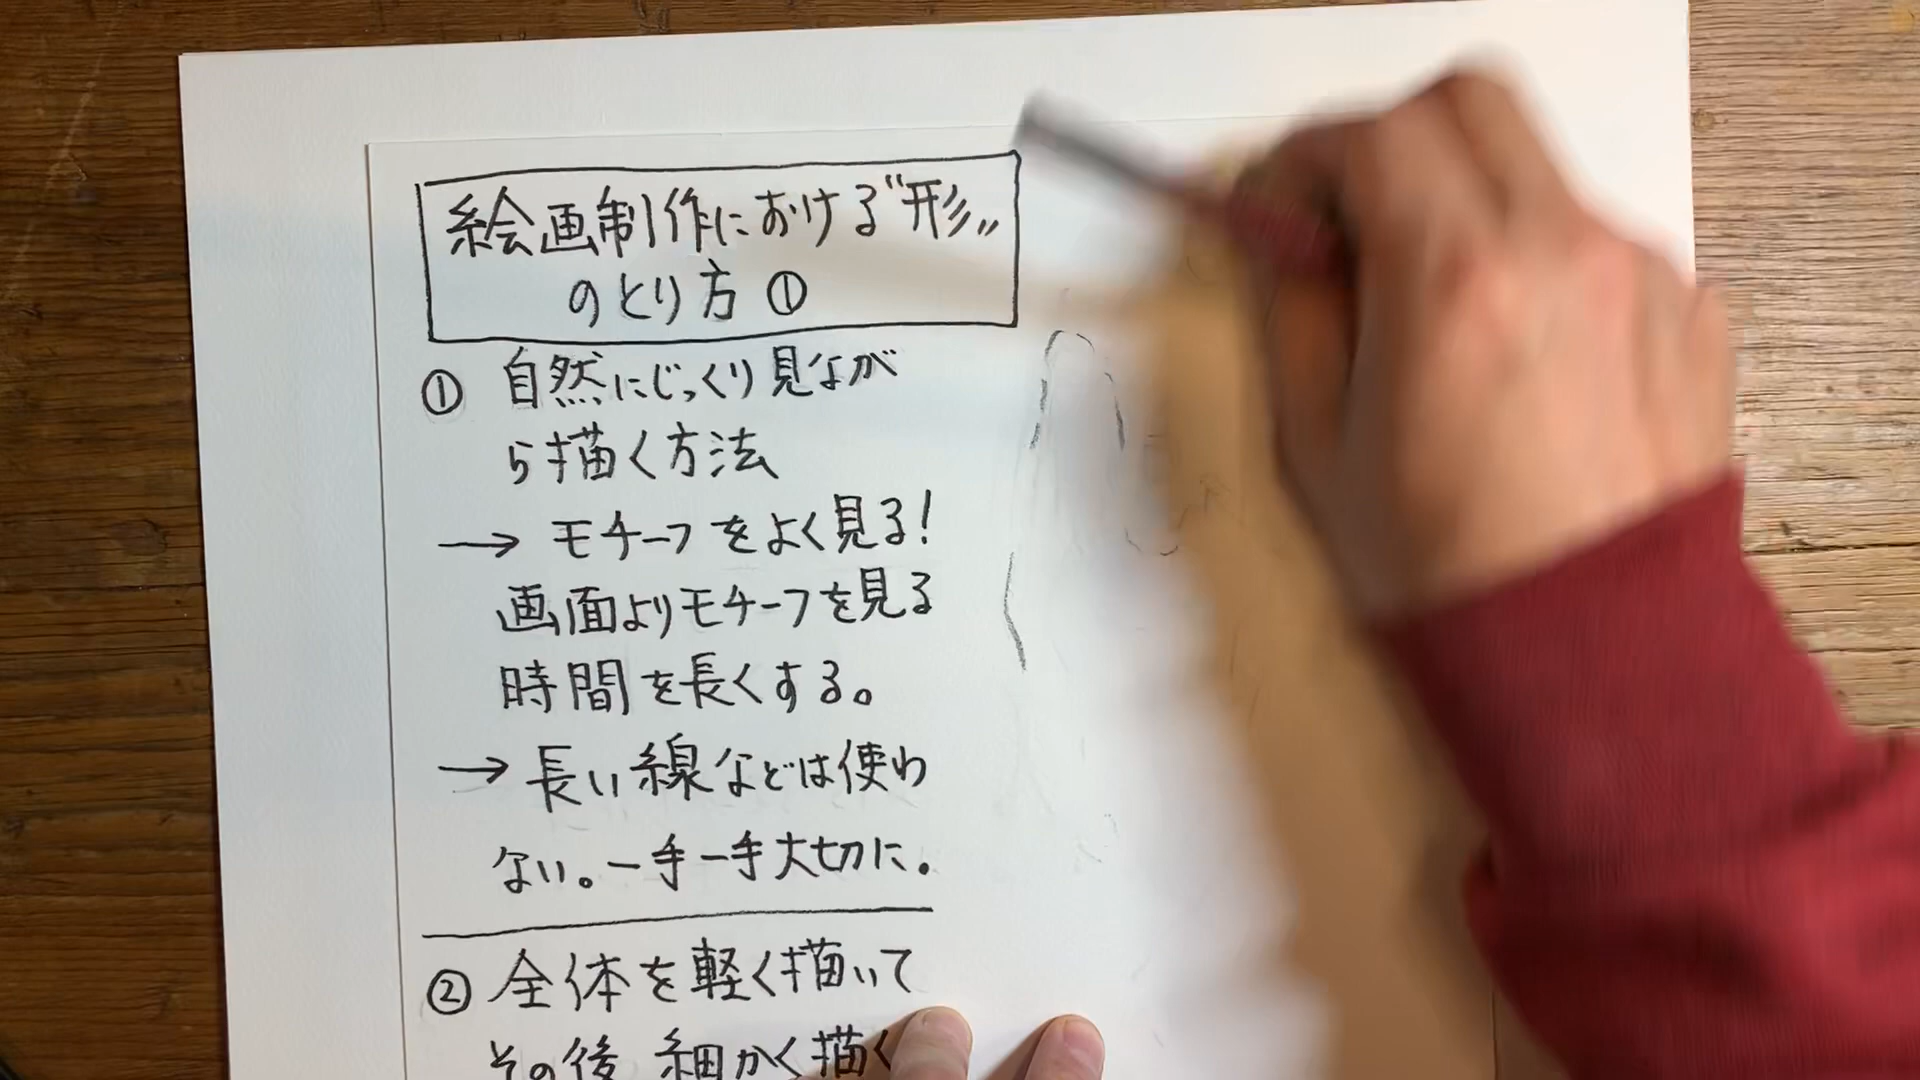 絵画制作における"形"
のとり方①
① 自然にじっくり見なが
ら描く方法
→ モチーフをよく見る!
画面よりモチーフを見る
時間を長くする。
→ 長い線などは使わ
ない。一手一手大切に。
② 全体を軽く描いて
その後 細かく描く